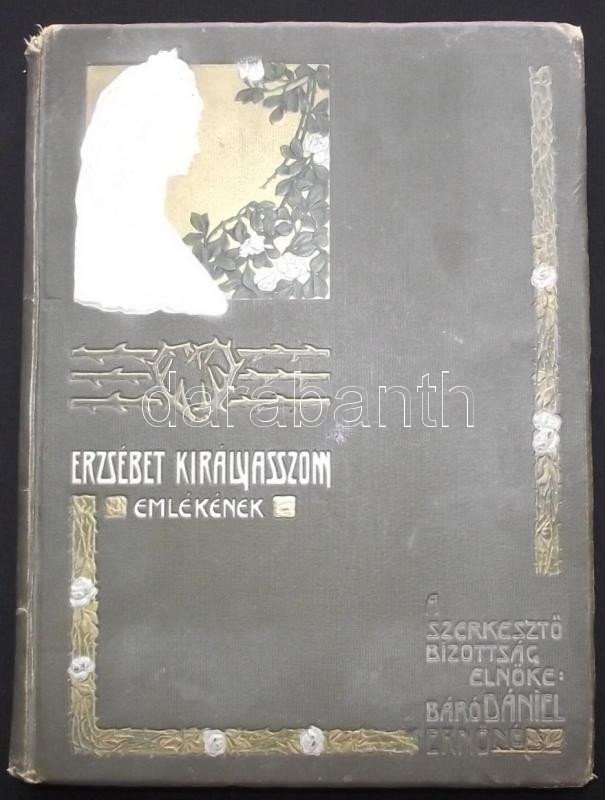 darabanth
ERZSÉBET KIRÁLYASSZONY
EMLÉKÉNEK
A
SZERKESZTŐ
BIZOTTSÁG
ELNÖKE:
BÁRÓ DÁNIEL
ERNŐNÉ